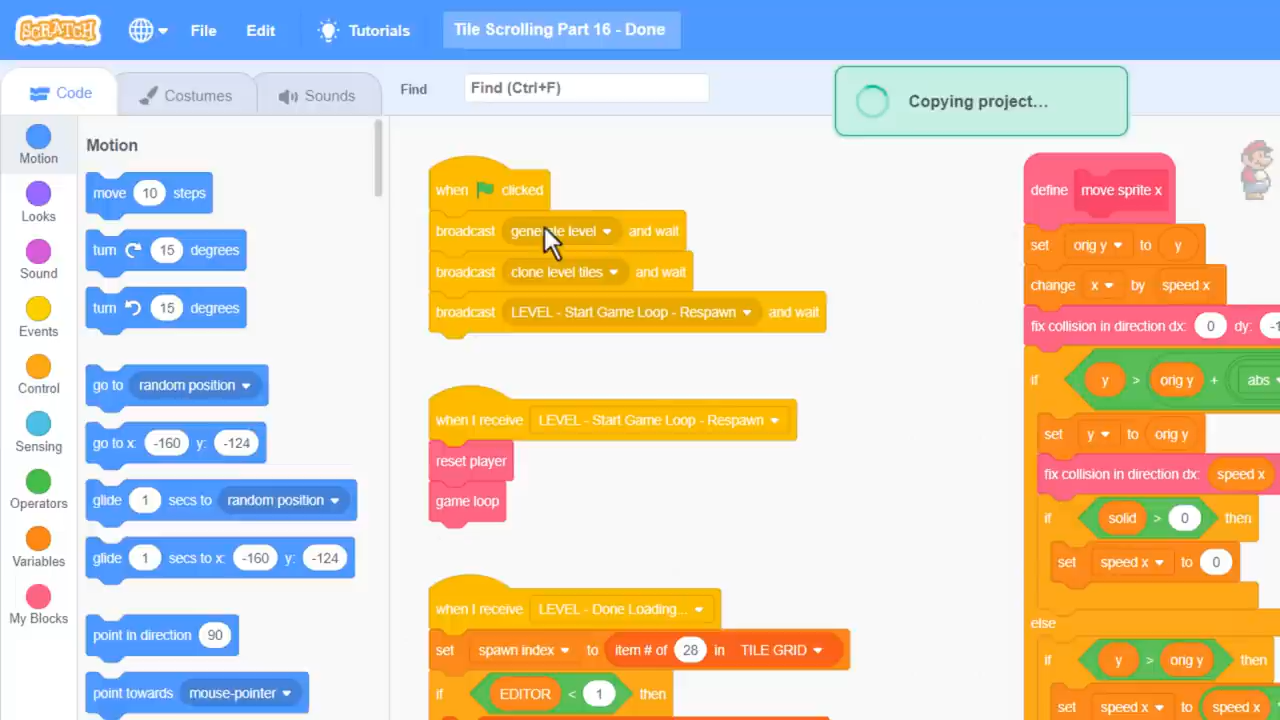 SCRATCH
File Edit Tutorials Tile Scrolling Part 16 - Done
Code Costumes Sounds Find Find (Ctrl+F)
Copying project...
Motion
Looks
Sound
Events
Control
Sensing
Operators
Variables
My Blocks
Motion
move 10 steps
turn 15 degrees
turn 15 degrees
go to random position
go to x: -160 y: -124
glide 1 secs to random position
glide 1 secs to x: -160 y: -124
point in direction 90
point towards mouse-pointer
when clicked
broadcast generate level and wait
broadcast clone level tiles and wait
broadcast LEVEL - Start Game Loop - Respawn and wait
when I receive LEVEL - Start Game Loop - Respawn
reset player
game loop
when I receive LEVEL - Done Loading...
set spawn index to item # of 28 in TILE GRID
if EDITOR < 1 then
define move sprite x
set orig y to y
change x by speed x
fix collision in direction dx: 0 dy: -1
if y > orig y + abs
set y to orig y
fix collision in direction dx: speed x
if solid > 0 then
set speed x to 0
else
if y > orig y then
set speed x to speed x